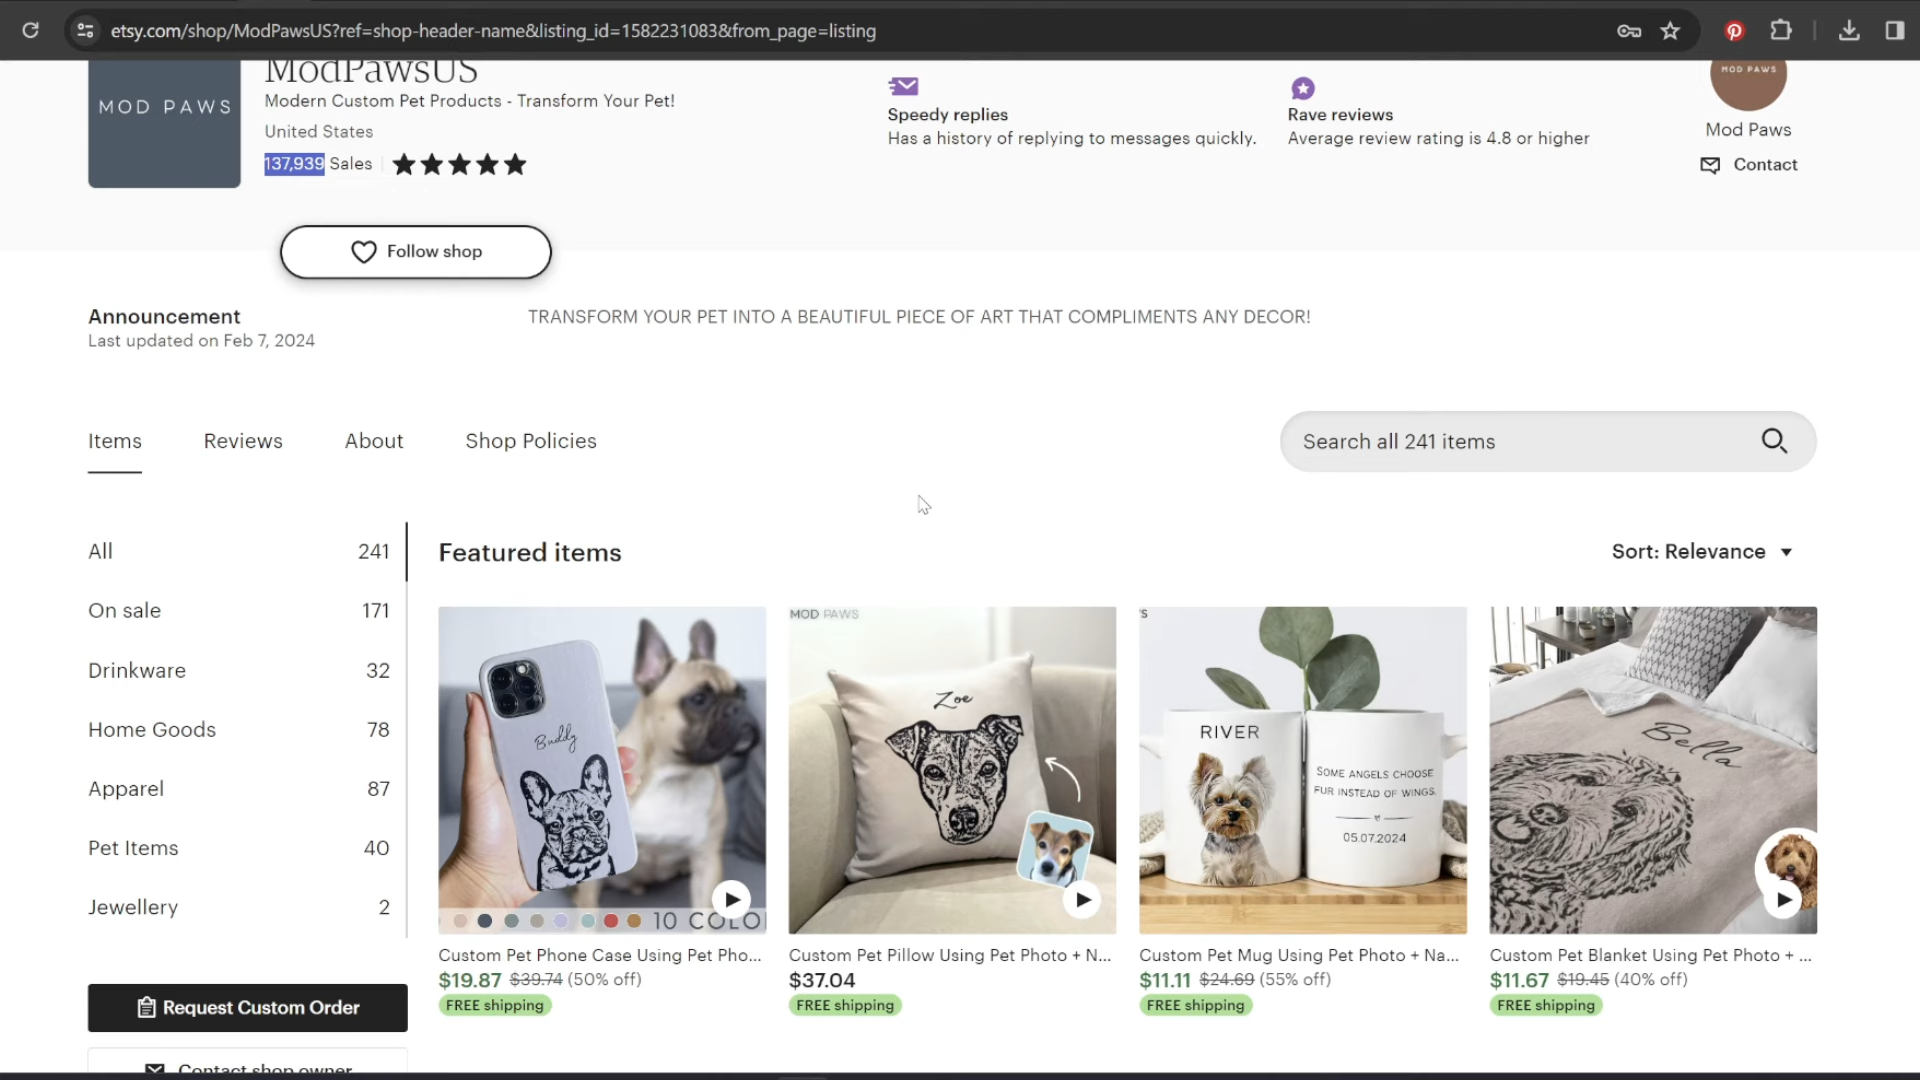 etsy.com/shop/ModPawsUS?ref=shop-header-name&listing_id=1582231083&from_page=listing
MOD PAWS
ModPawsUS
Modern Custom Pet Products - Transform Your Pet!
United States
137,939 Sales
Follow shop
Speedy replies
Has a history of replying to messages quickly.
Rave reviews
Average review rating is 4.8 or higher
MOD PAWS
Mod Paws
Contact
Announcement
Last updated on Feb 7, 2024
TRANSFORM YOUR PET INTO A BEAUTIFUL PIECE OF ART THAT COMPLIMENTS ANY DECOR!
Items
Reviews
About
Shop Policies
Search all 241 items
All 241
On sale 171
Drinkware 32
Home Goods 78
Apparel 87
Pet Items 40
Jewellery 2
Request Custom Order
Contact shop owner
Featured items
Sort: Relevance
Buddy
10 COLO
Custom Pet Phone Case Using Pet Pho...
$19.87 $39.74 (50% off)
FREE shipping
MOD PAWS
Zoe
Custom Pet Pillow Using Pet Photo + N...
$37.04
FREE shipping
'S
RIVER
SOME ANGELS CHOOSE
FUR INSTEAD OF WINGS.
05.07.2024
Custom Pet Mug Using Pet Photo + Na...
$11.11 $24.69 (55% off)
FREE shipping
Bella
Custom Pet Blanket Using Pet Photo + ...
$11.67 $19.45 (40% off)
FREE shipping